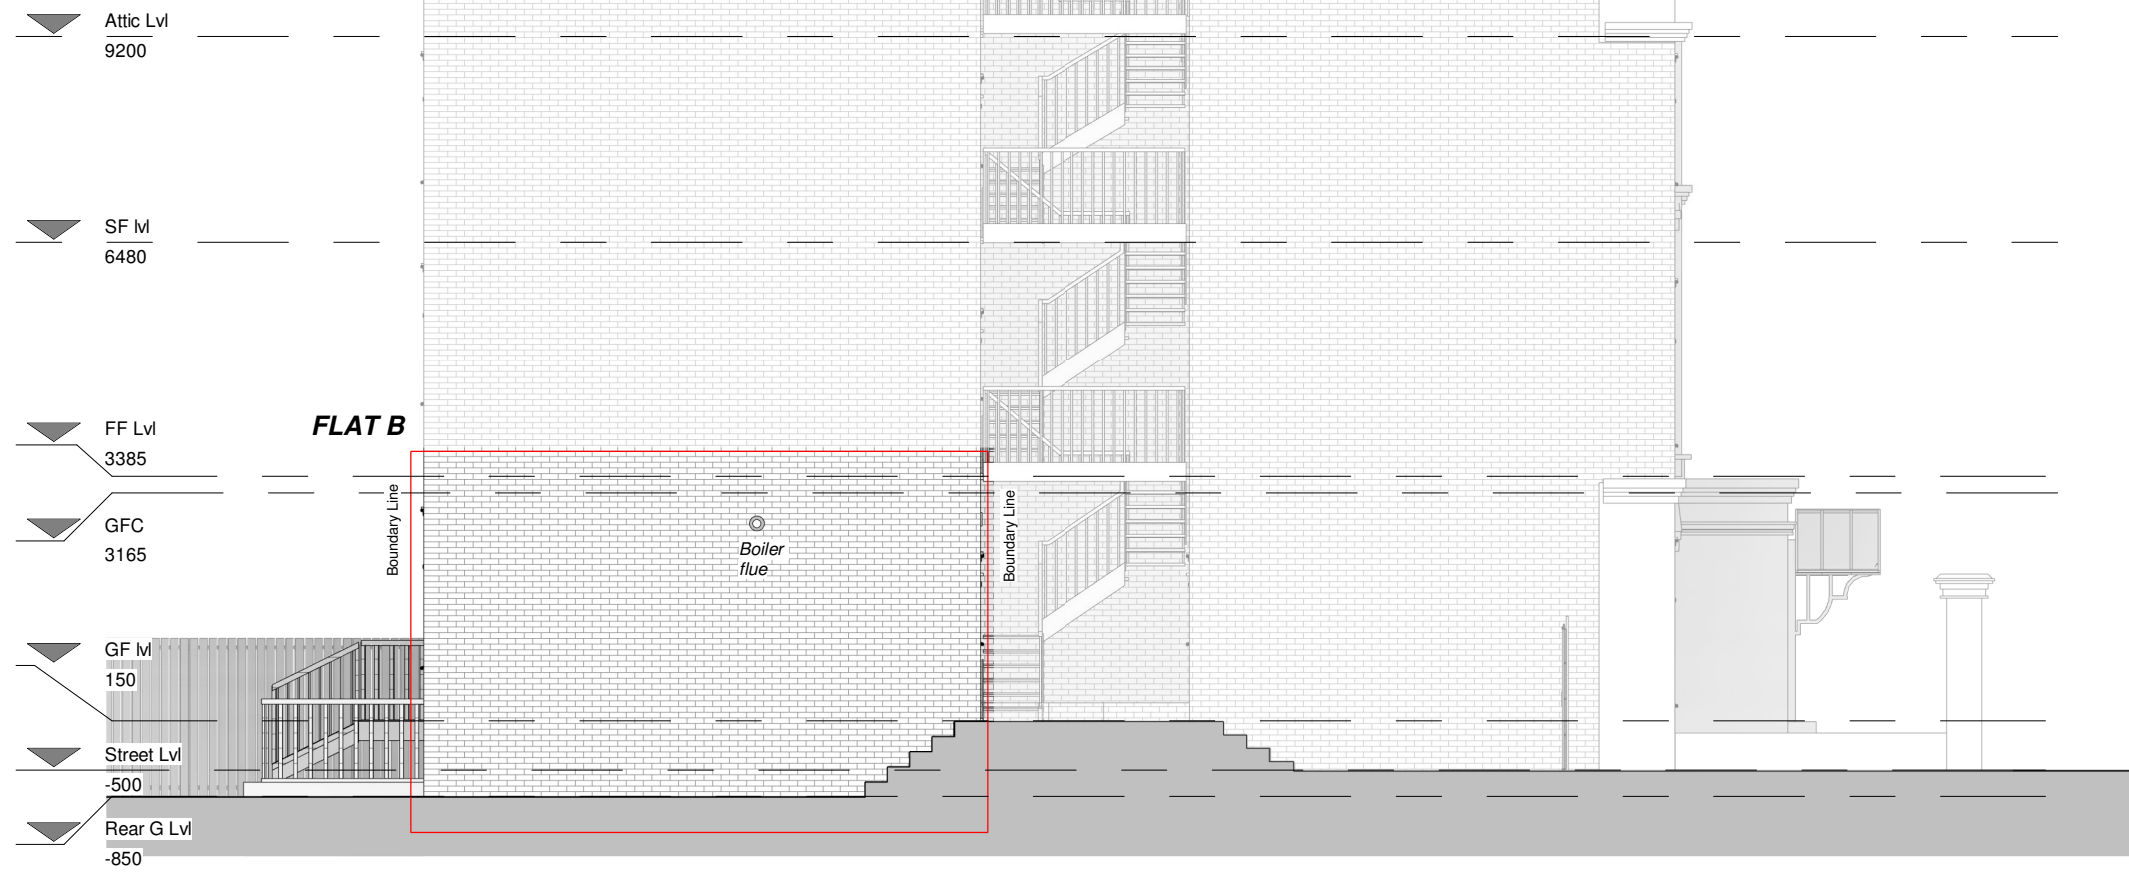 Attic Lvl
9200
SF lvl
6480
FF Lvl
3385
FLAT B
GFC
3165
Boundary Line
Boiler
flue
Boundary Line
GF lvl
150
Street Lvl
-500
Rear G Lvl
-850